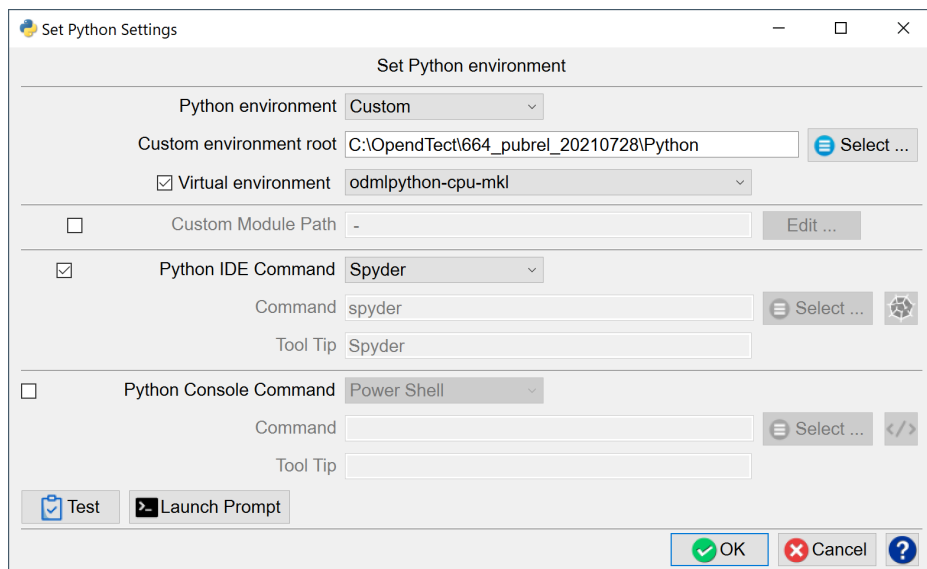 Set Python Settings
Set Python environment
Python environment Custom
Custom environment root C:\OpendTect\664_pubrel_20210728\Python Select ...
Virtual environment odmlpython-cpu-mkl
Custom Module Path - Edit ...
Python IDE Command Spyder
Command spyder Select ...
Tool Tip Spyder
Python Console Command Power Shell
Command Select ... </>
Tool Tip
Test Launch Prompt
OK Cancel ?